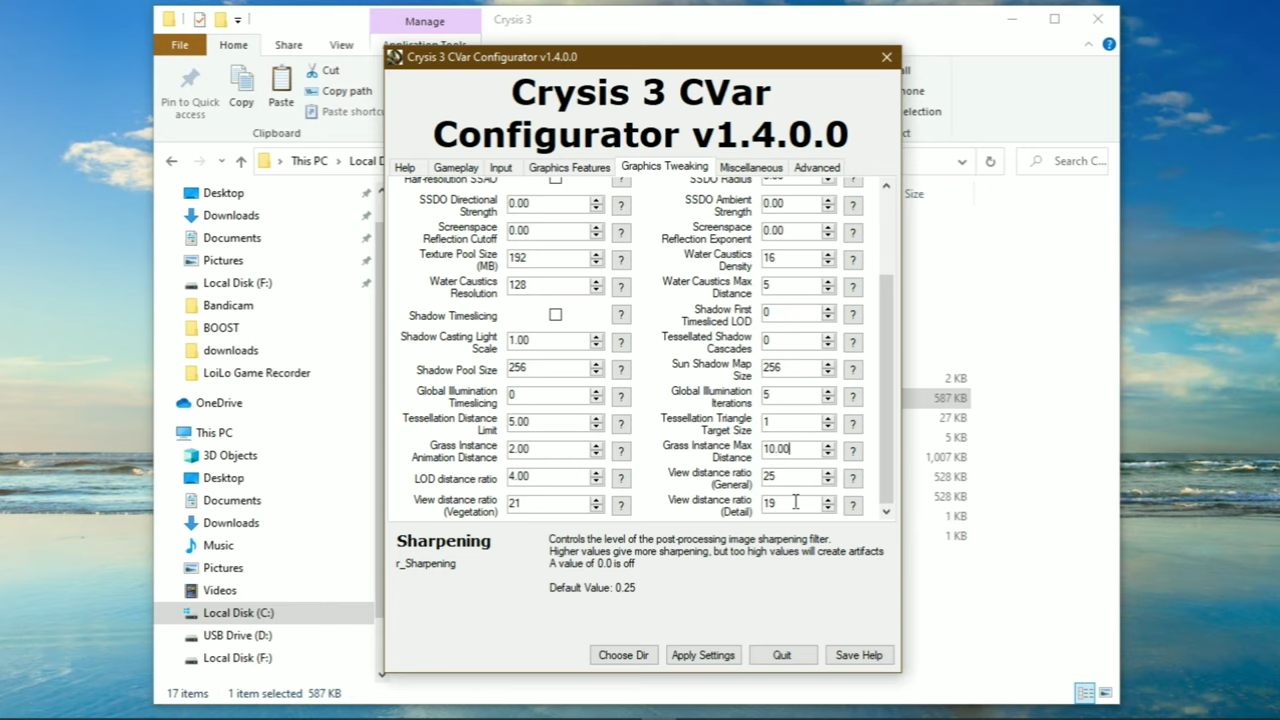 Manage
Crysis 3
File
Home
Share
View
Application Tools
Pin to Quick
access
Copy
Paste
Cut
Copy path
Clipboard
This PC
Search C...
Desktop
Downloads
Documents
Pictures
Local Disk (F:)
Bandicam
BOOST
downloads
LoiLo Game Recorder
OneDrive
This PC
3D Objects
Desktop
Documents
Downloads
Music
Pictures
Videos
Local Disk (C:)
USB Drive (D:)
Local Disk (F:)
17 items
1 item selected 587 KB
Size
2 KB
587 KB
27 KB
5 KB
1,007 KB
528 KB
528 KB
1 KB
1 KB
Crysis 3 CVar Configurator v1.4.0.0
Crysis 3 CVar
Configurator v1.4.0.0
Help
Gameplay
Input
Graphics Features
Graphics Tweaking
Miscellaneous
Advanced
Half-resolution SSAO ?
SSDO Radius ?
SSDO Directional
Strength
0.00 ?
SSDO Ambient
Strength
0.00 ?
Screenspace
Reflection Cutoff
0.00 ?
Screenspace
Reflection Exponent
0.00 ?
Texture Pool Size
(MB)
192 ?
Water Caustics
Density
16 ?
Water Caustics
Resolution
128 ?
Water Caustics Max
Distance
5 ?
Shadow Timeslicing ?
Shadow First
Timesliced LOD
0 ?
Shadow Casting Light
Scale
1.00 ?
Tessellated Shadow
Cascades
0 ?
Shadow Pool Size
256 ?
Sun Shadow Map
Size
256 ?
Global Illumination
Timeslicing
0 ?
Global Illumination
Iterations
5 ?
Tessellation Distance
Limit
5.00 ?
Tessellation Triangle
Target Size
1 ?
Grass Instance
Animation Distance
2.00 ?
Grass Instance Max
Distance
10.00 ?
LOD distance ratio
4.00 ?
View distance ratio
(General)
25 ?
View distance ratio
(Vegetation)
21 ?
View distance ratio
(Detail)
19 ?
Sharpening
r_Sharpening
Controls the level of the post-processing image sharpening filter.
Higher values give more sharpening, but too high values will create artifacts
A value of 0.0 is off
Default Value: 0.25
Choose Dir
Apply Settings
Quit
Save Help